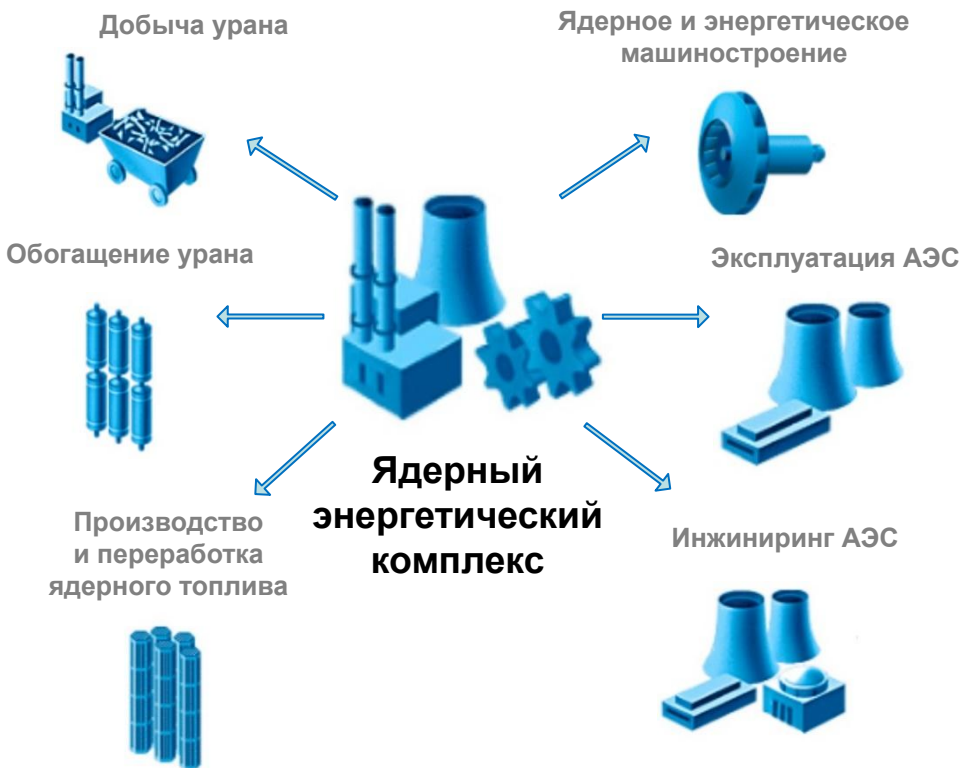 Добыча урана
Ядерное и энергетическое
машиностроение
Обогащение урана
Эксплуатация АЭС
Ядерный
энергетический
комплекс
Производство
и переработка
ядерного топлива
Инжиниринг АЭС